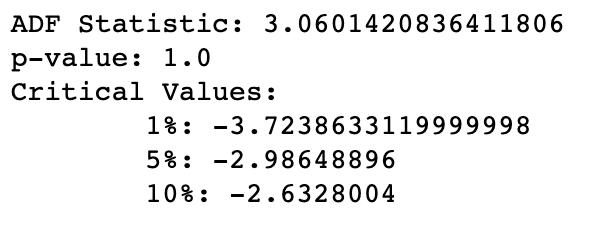 ADF Statistic: 3.0601420836411806
p-value: 1.0
Critical Values:
1%: -3.7238633119999998
5%: -2.98648896
10%: -2.6328004